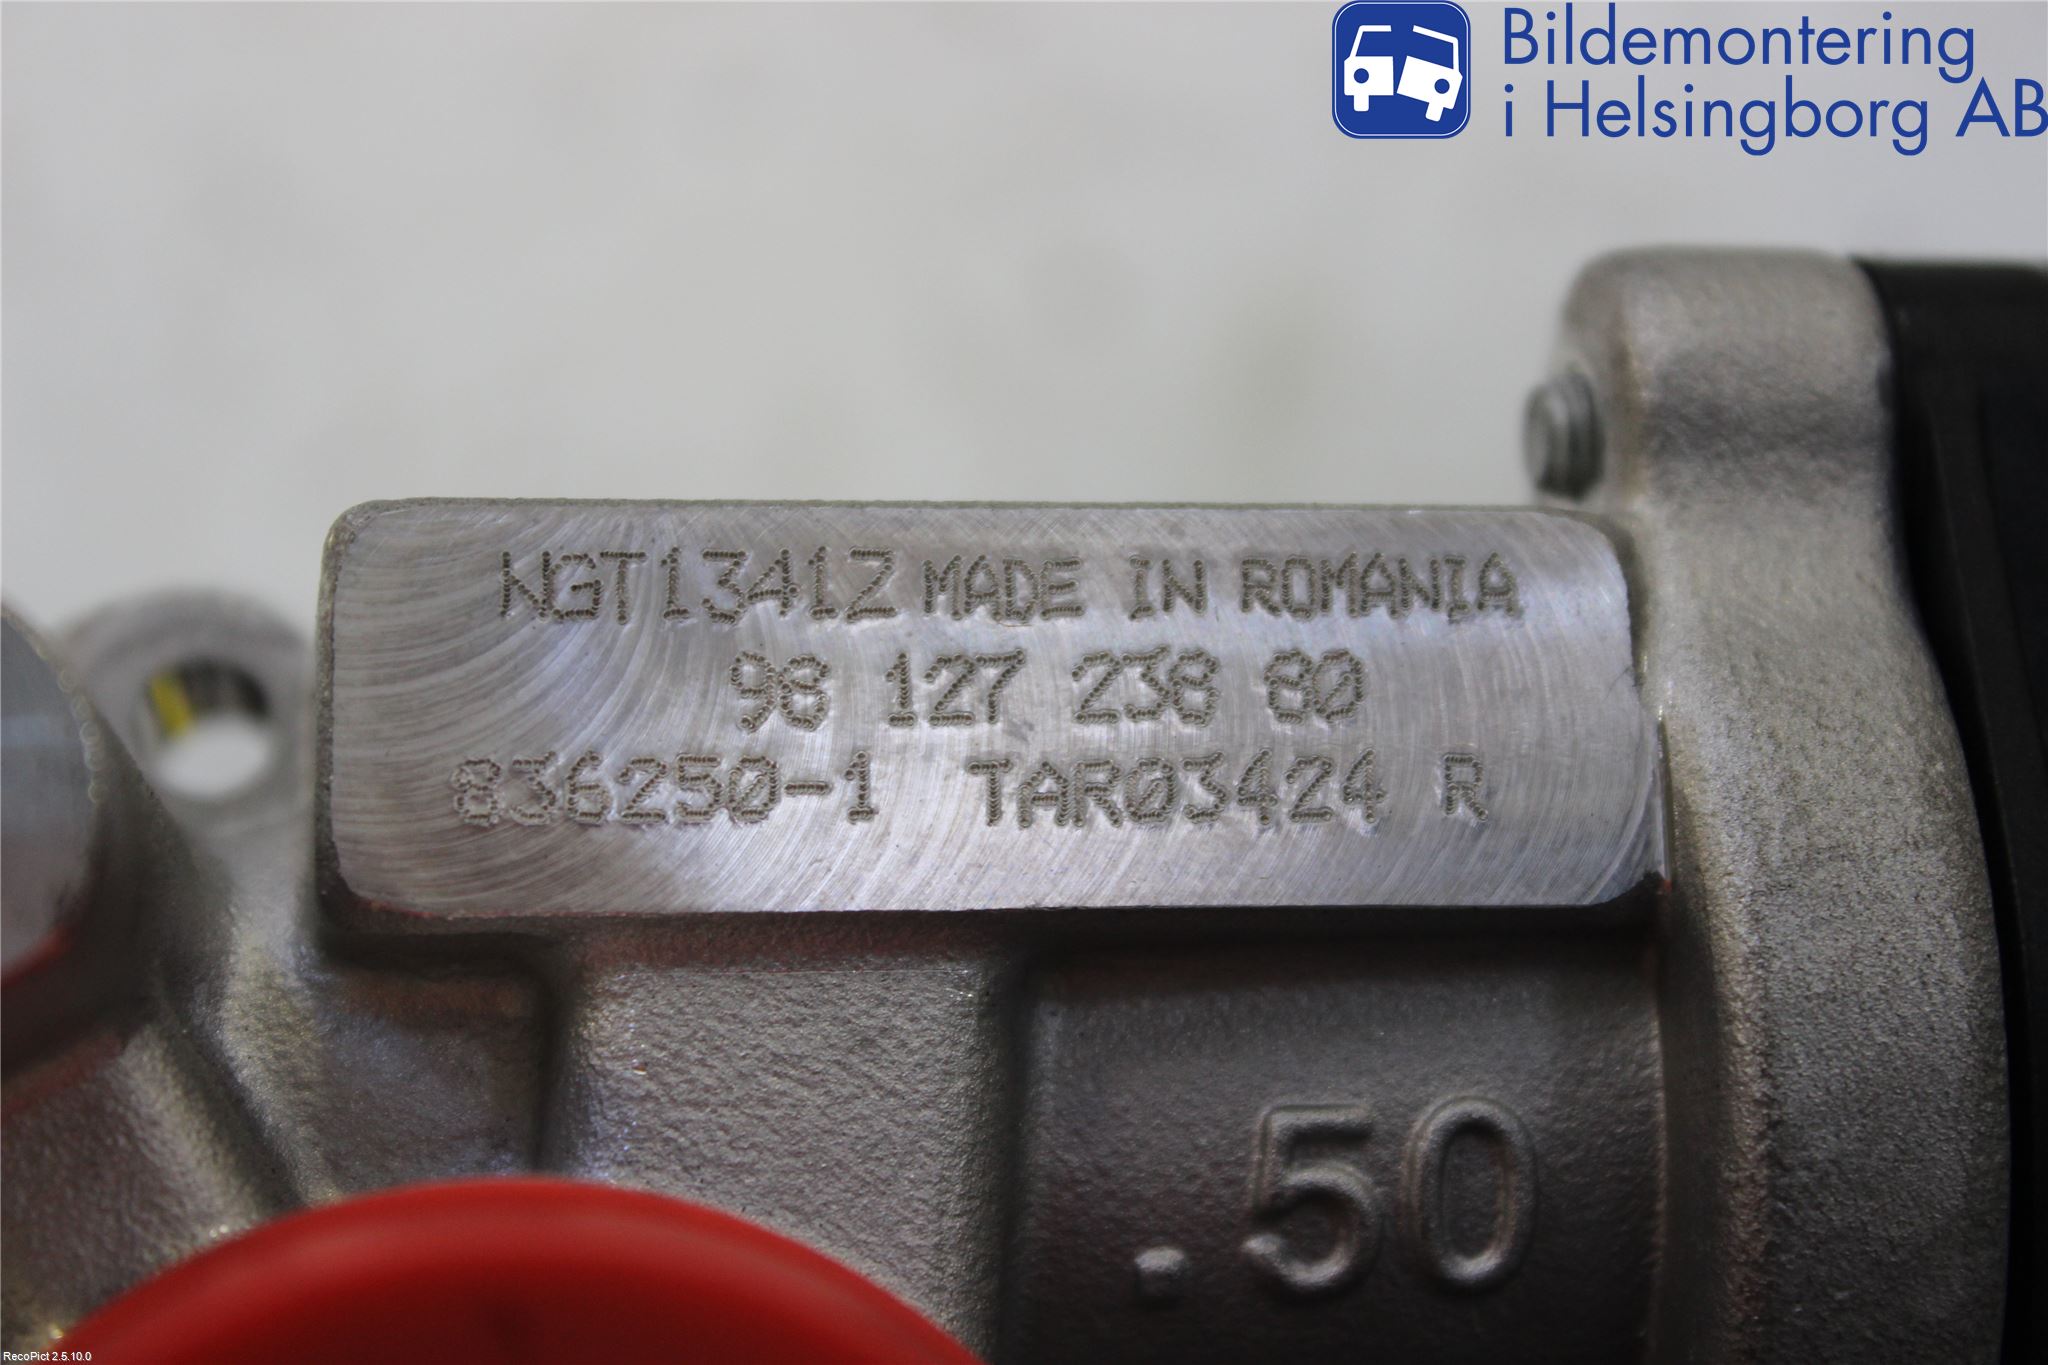 Bildemontering
i Helsingborg AB
NGT1341Z MADE IN ROMANIA
98 127 238 80
836250-1 TAR03424 R
.50
RecoPict 2.5.10.0